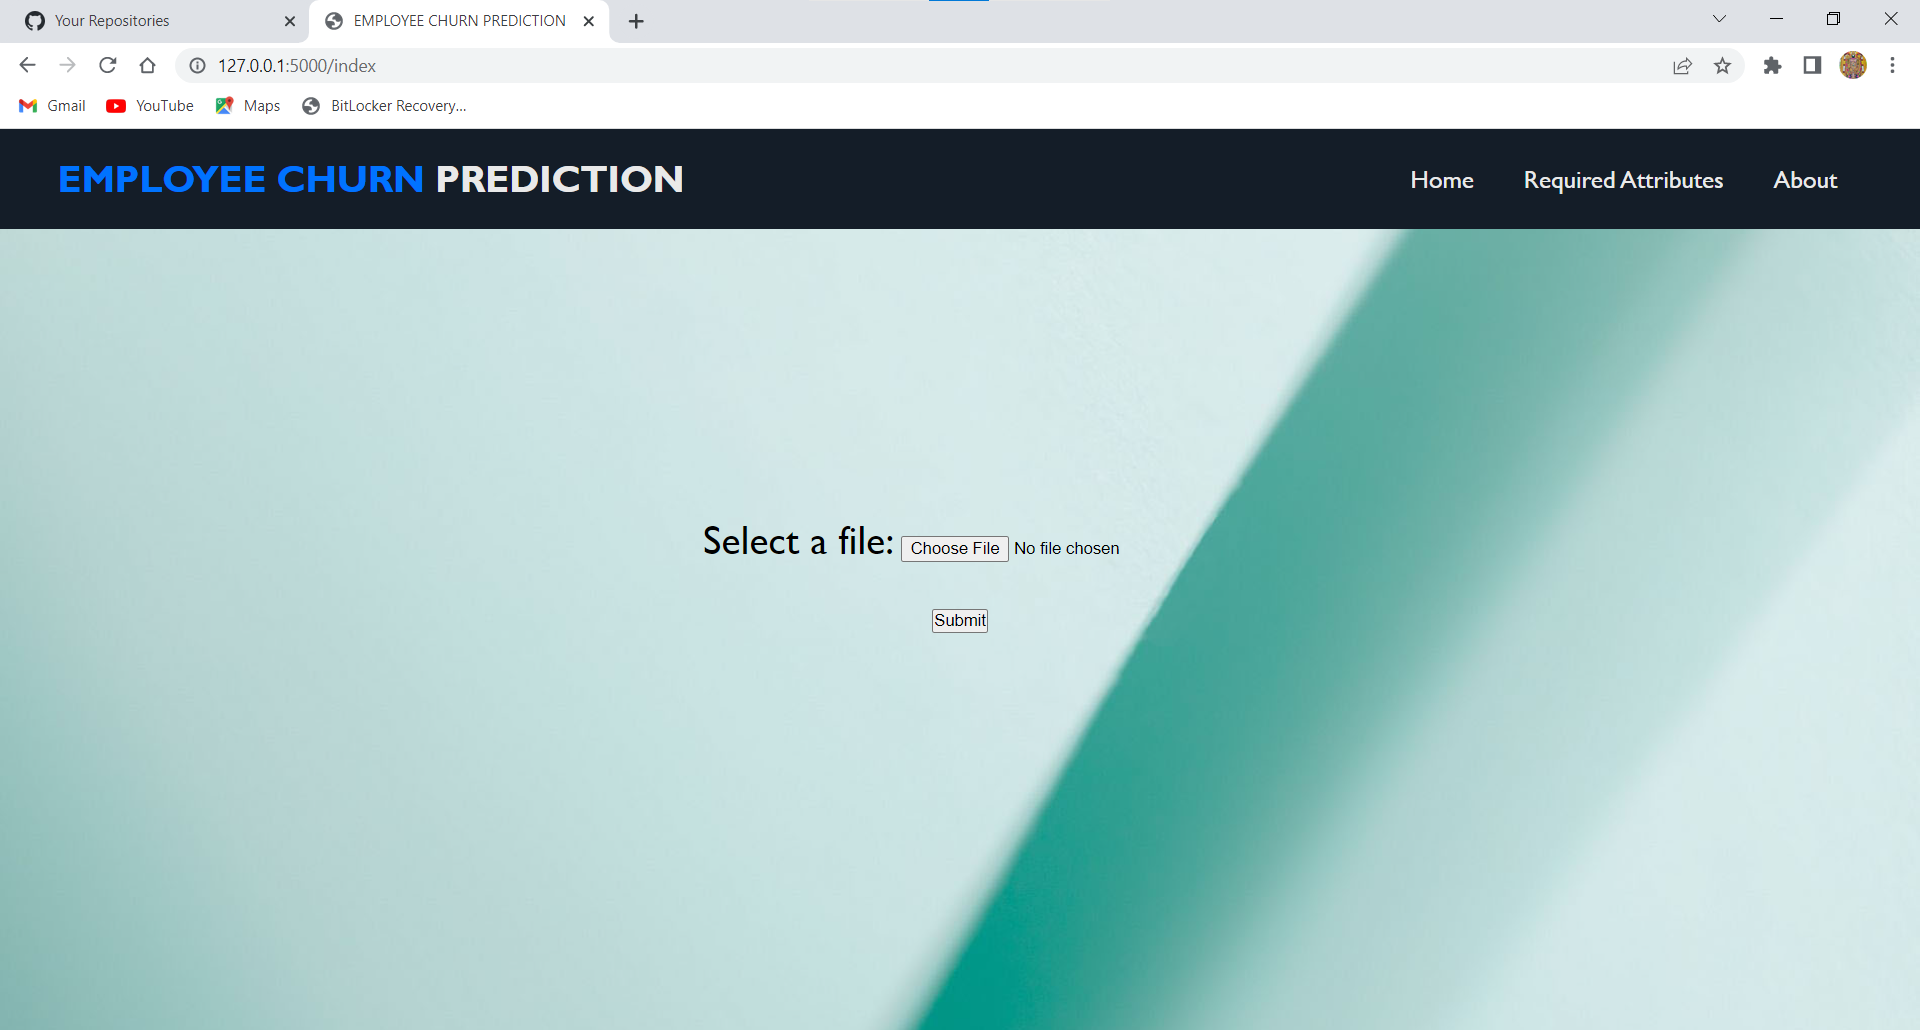 Your Repositories
EMPLOYEE CHURN PREDICTION
127.0.0.1:5000/index
Gmail YouTube Maps BitLocker Recovery...
EMPLOYEE CHURN PREDICTION
Home Required Attributes About
Select a file: Choose File No file chosen
Submit